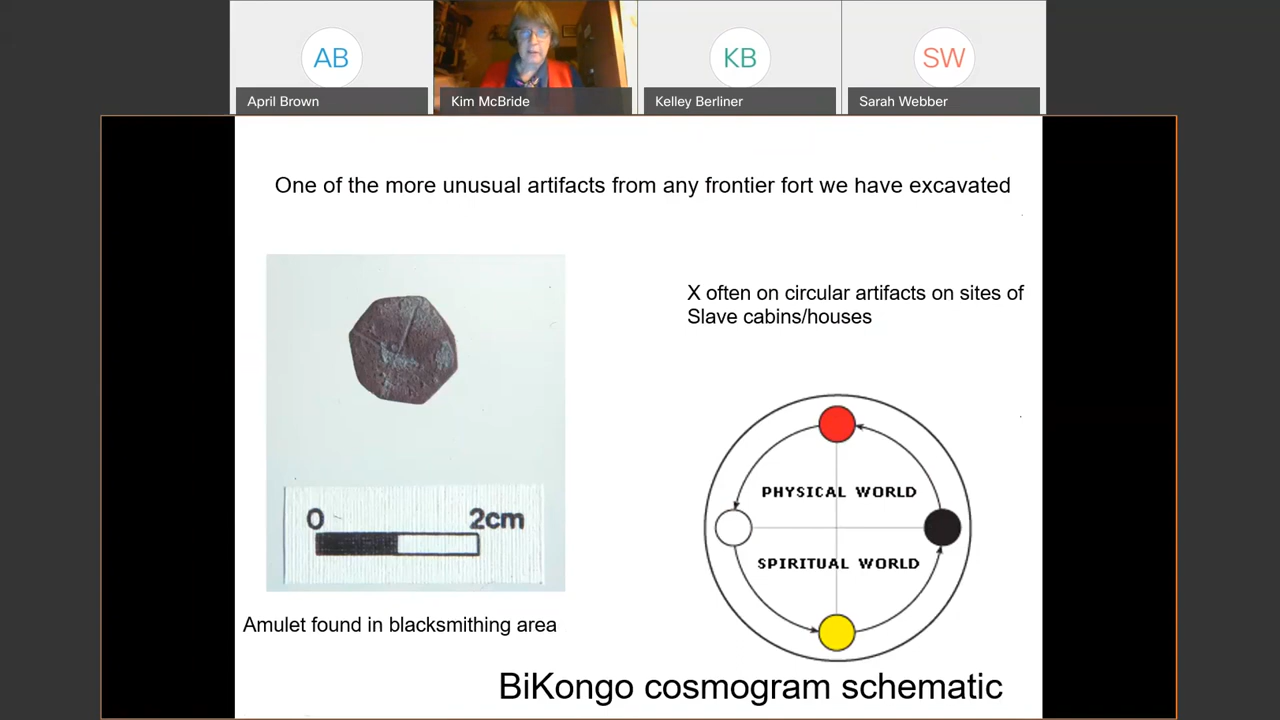 AB
April Brown
Kim McBride
KB
Kelley Berliner
SW
Sarah Webber
One of the more unusual artifacts from any frontier fort we have excavated
X often on circular artifacts on sites of
Slave cabins/houses
0 2cm
Amulet found in blacksmithing area
PHYSICAL WORLD
SPIRITUAL WORLD
BiKongo cosmogram schematic